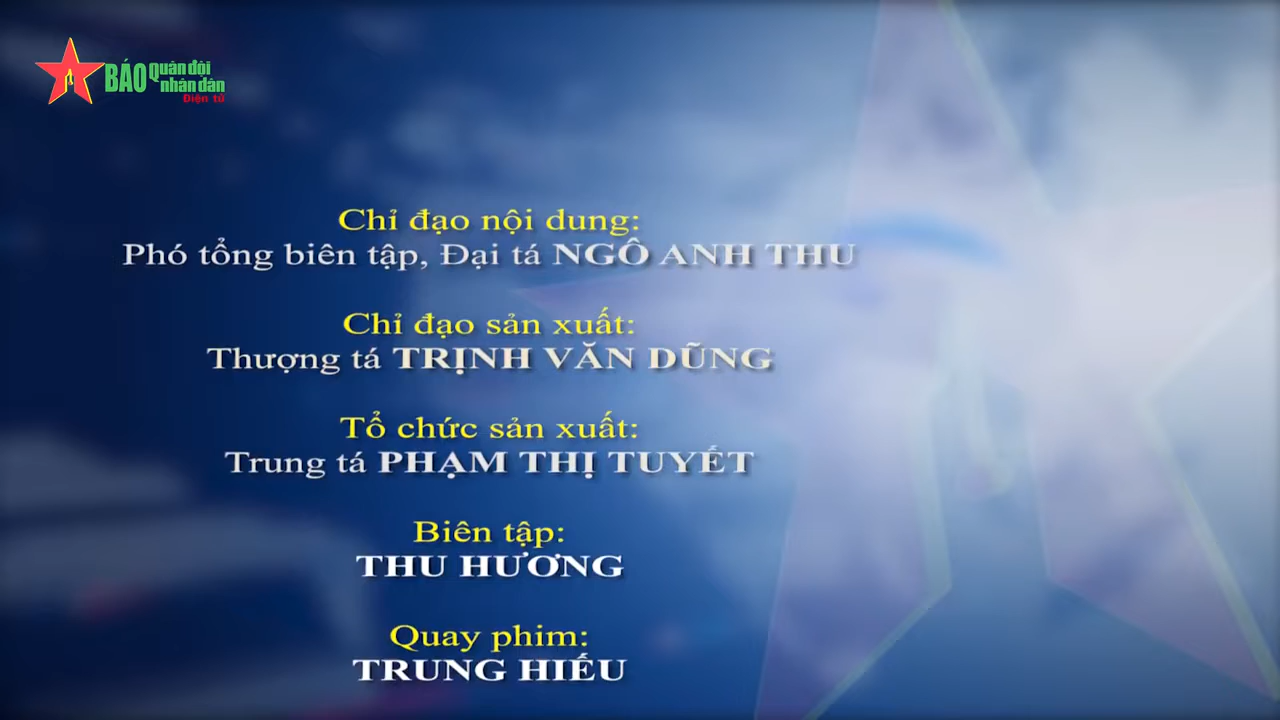 BÁO Quân đội
nhân dân
Điện tử
Chỉ đạo nội dung:
Phó tổng biên tập, Đại tá NGÔ ANH THU
Chỉ đạo sản xuất:
Thượng tá TRỊNH VĂN DŨNG
Tổ chức sản xuất:
Trung tá PHẠM THỊ TUYẾT
Biên tập:
THU HƯƠNG
Quay phim:
TRUNG HIẾU